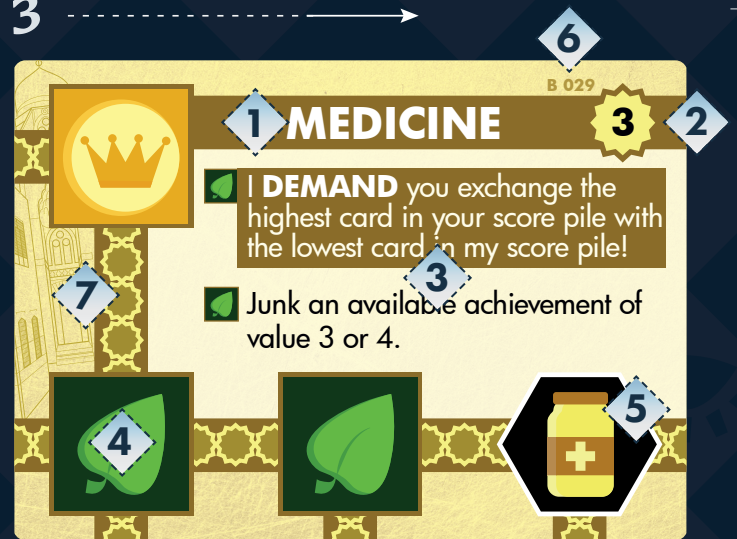 3
6
B 029
1 MEDICINE 3 2
I DEMAND you exchange the
highest card in your score pile with
the lowest card in my score pile!
3
7
Junk an available achievement of
value 3 or 4.
4
5